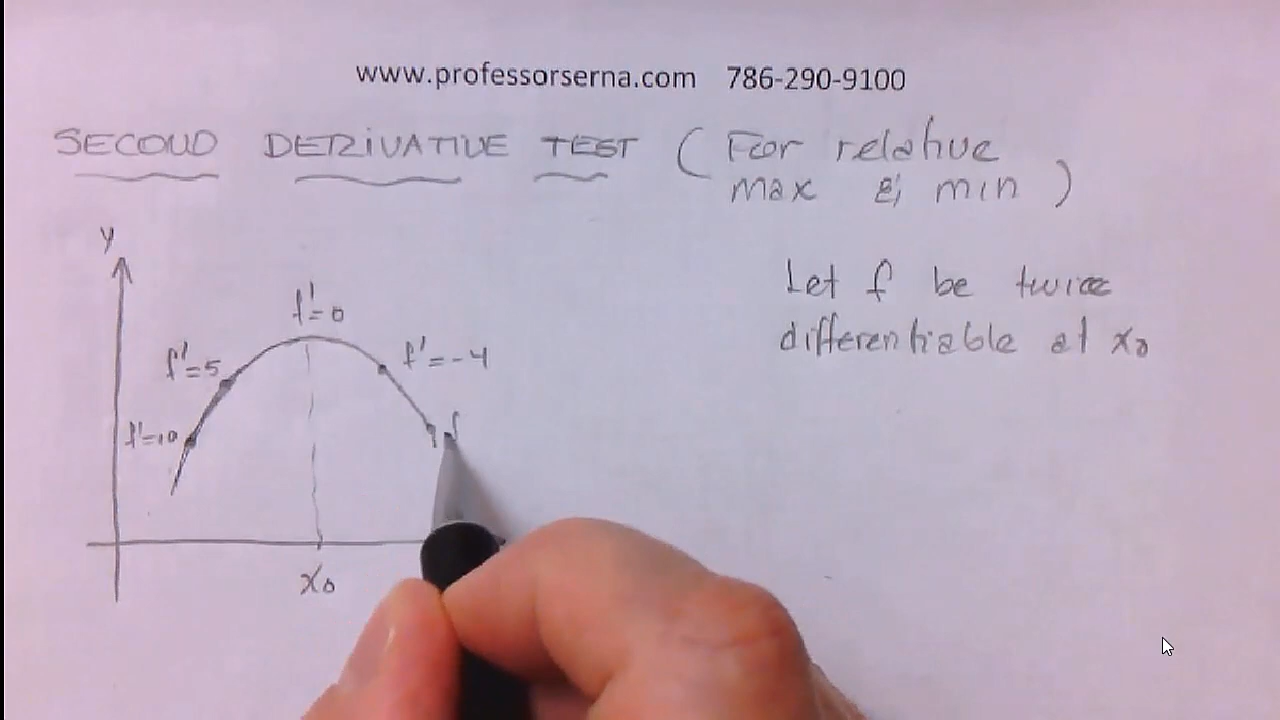 www.professorserna.com 786-290-9100
SECOND DERIVATIVE TEST (For relative
max & min)
y
Let f be twice
differentiable at x₀
f'=0
f'=5
f'=-4
f'=10
x₀